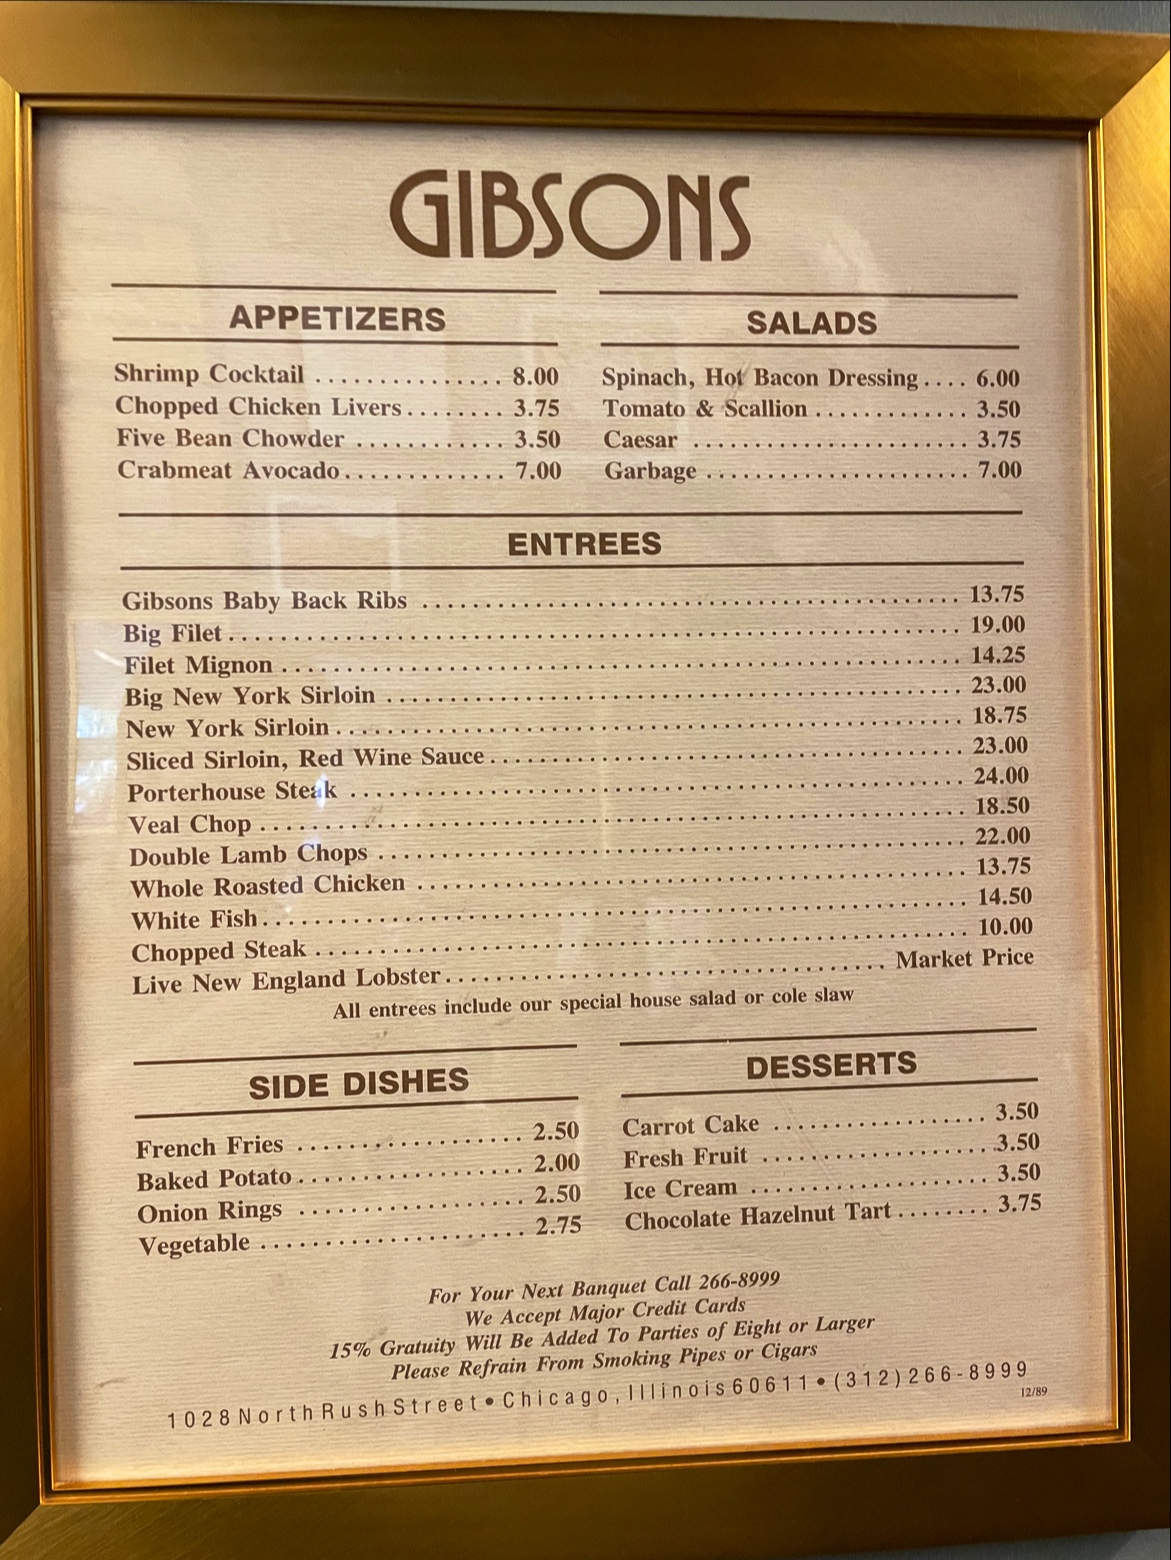 GIBSONS
APPETIZERS
Shrimp Cocktail ............... 8.00
Chopped Chicken Livers ........ 3.75
Five Bean Chowder ............ 3.50
Crabmeat Avocado ............. 7.00
SALADS
Spinach, Hot Bacon Dressing .... 6.00
Tomato & Scallion ............ 3.50
Caesar ...................... 3.75
Garbage .................... 7.00
ENTREES
Gibsons Baby Back Ribs ........................................ 13.75
Big Filet ........................................ 19.00
Filet Mignon ........................................ 14.25
Big New York Sirloin ........................................ 23.00
New York Sirloin ........................................ 18.75
Sliced Sirloin, Red Wine Sauce ........................................ 23.00
Porterhouse Steak ........................................ 24.00
Veal Chop ........................................ 18.50
Double Lamb Chops ........................................ 22.00
Whole Roasted Chicken ........................................ 13.75
White Fish ........................................ 14.50
Chopped Steak ........................................ 10.00
Live New England Lobster ........................................ Market Price
All entrees include our special house salad or cole slaw
SIDE DISHES
French Fries .................. 2.50
Baked Potato .................. 2.00
Onion Rings .................. 2.50
Vegetable .................... 2.75
DESSERTS
Carrot Cake ................. 3.50
Fresh Fruit .................. 3.50
Ice Cream ................... 3.50
Chocolate Hazelnut Tart ........ 3.75
For Your Next Banquet Call 266-8999
We Accept Major Credit Cards
15% Gratuity Will Be Added To Parties of Eight or Larger
Please Refrain From Smoking Pipes or Cigars
1028 North Rush Street • Chicago, Illinois 60611 • (312) 266-8999
12/89